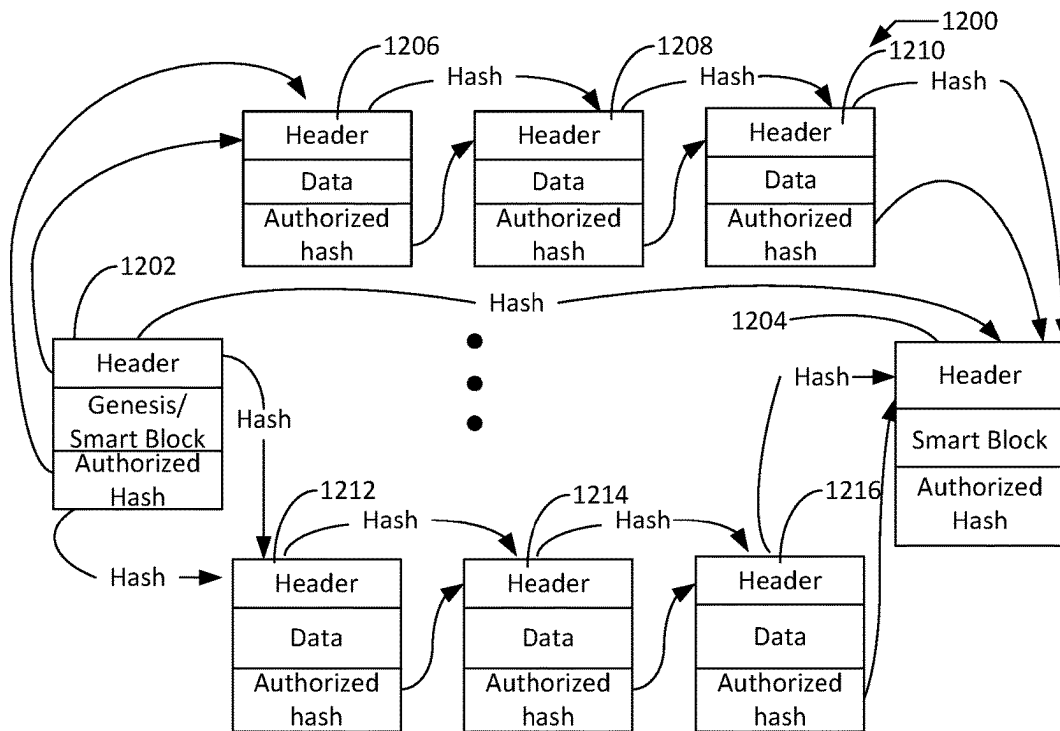 1200
1206
1208
1210
Hash
Hash
Hash
Header
Header
Header
Data
Data
Data
Authorized
hash
Authorized
hash
Authorized
hash
1202
Hash
1204
Header
Genesis/
Smart Block
Authorized
Hash
Hash
Hash
Header
Smart Block
Authorized
Hash
1212
1214
1216
Hash
Hash
Hash
Header
Header
Header
Data
Data
Data
Authorized
hash
Authorized
hash
Authorized
hash